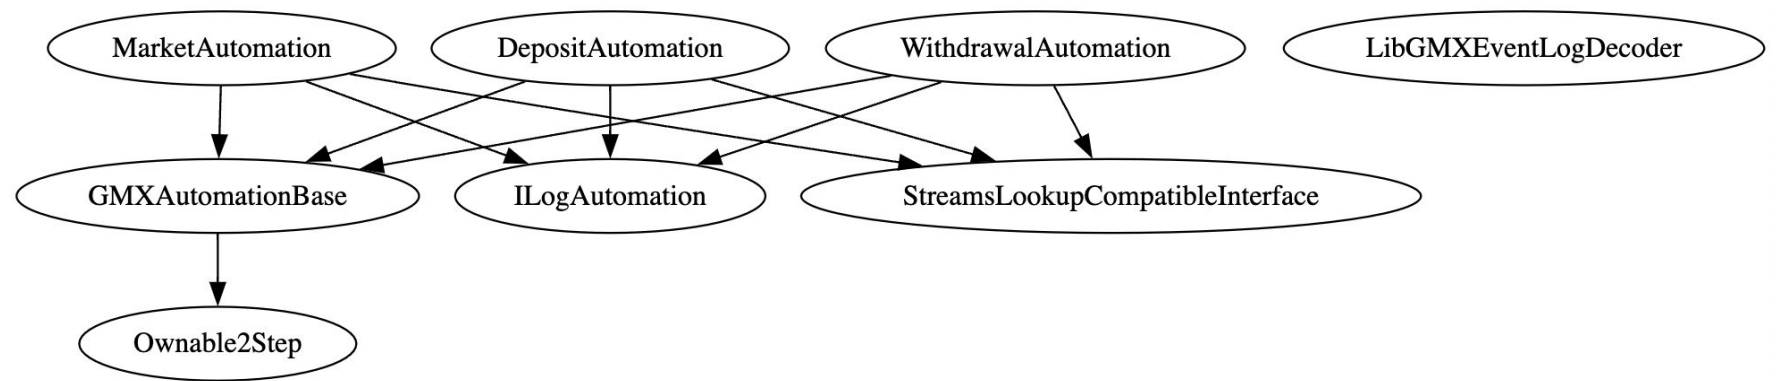 MarketAutomation
DepositAutomation
WithdrawalAutomation
LibGMXEventLogDecoder
GMXAutomationBase
ILogAutomation
StreamsLookupCompatibleInterface
Ownable2Step